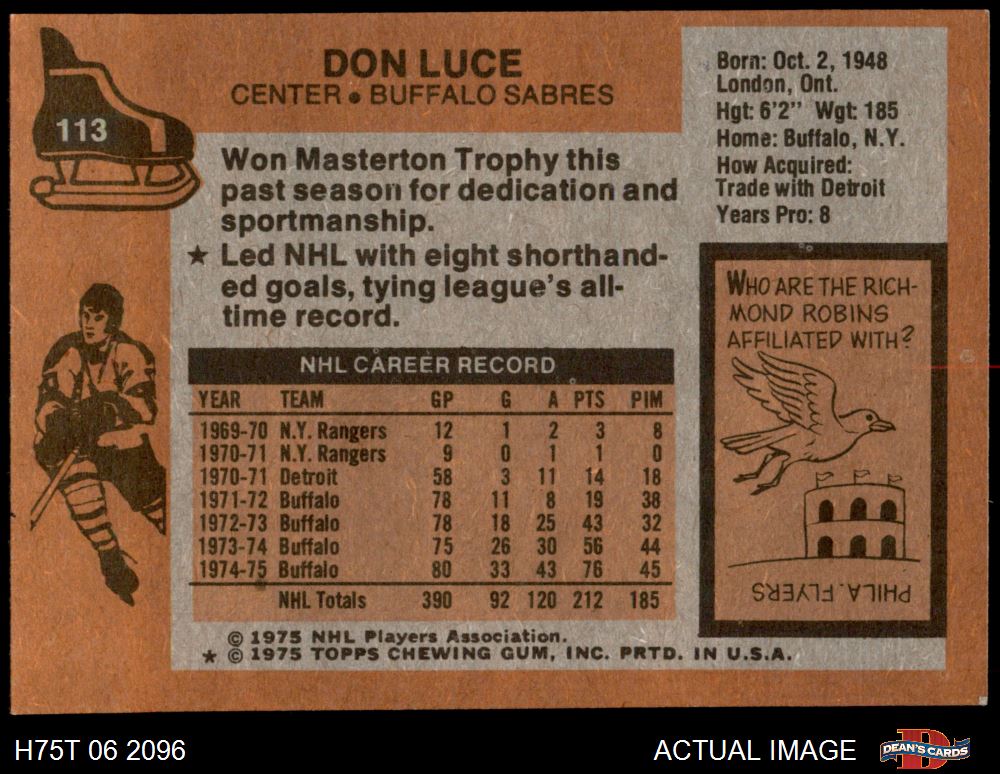 113
DON LUCE
CENTER • BUFFALO SABRES
Won Masterton Trophy this
past season for dedication and
sportmanship.
★ Led NHL with eight shorthand-
ed goals, tying league's all-
time record.
Born: Oct. 2, 1948
London, Ont.
Hgt: 6'2" Wgt: 185
Home: Buffalo, N.Y.
How Acquired:
Trade with Detroit
Years Pro: 8
NHL CAREER RECORD
YEAR TEAM GP G A PTS PIM
1969-70 N.Y. Rangers 12 1 2 3 8
1970-71 N.Y. Rangers 9 0 1 1 0
1970-71 Detroit 58 3 11 14 18
1971-72 Buffalo 78 11 8 19 38
1972-73 Buffalo 78 18 25 43 32
1973-74 Buffalo 75 26 30 56 44
1974-75 Buffalo 80 33 43 76 45
NHL Totals 390 92 120 212 185
WHO ARE THE RICH-
MOND ROBINS
AFFILIATED WITH?
PHILA. FLYERS
© 1975 NHL Players Association.
★ © 1975 TOPPS CHEWING GUM, INC. PRTD. IN U.S.A.
H75T 06 2096
ACTUAL IMAGE
DEAN'S CARDS